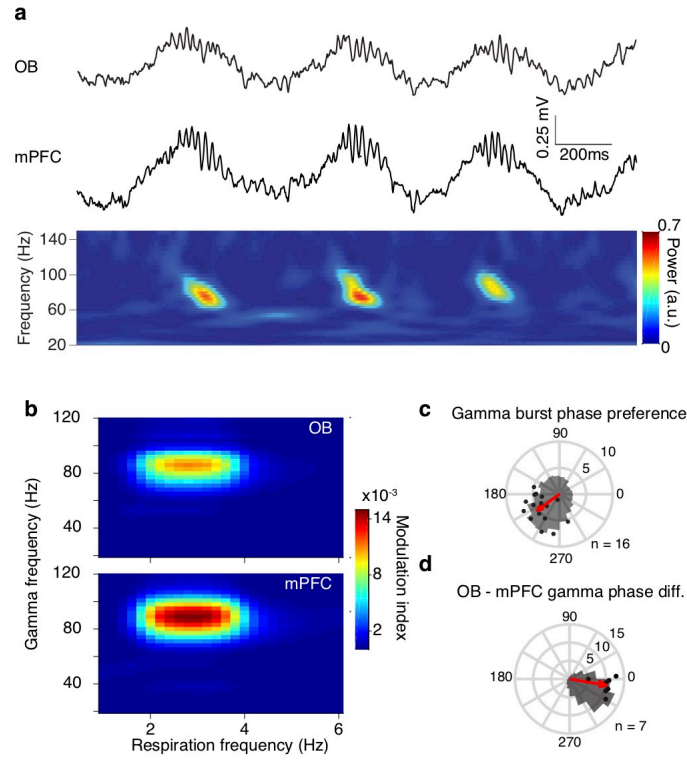 a
OB
mPFC
0.25 mV
200ms
Frequency (Hz)
140
100
60
20
0.7
Power (a.u.)
0
b
Gamma frequency (Hz)
120
OB
80
40
2
4
6
120
mPFC
80
40
2
4
6
Respiration frequency (Hz)
x10-3
14
8
2
Modulation index
c
Gamma burst phase preference
90
10
5
180
0
270
n = 16
d
OB - mPFC gamma phase diff.
90
15
10
5
180
0
270
n = 7